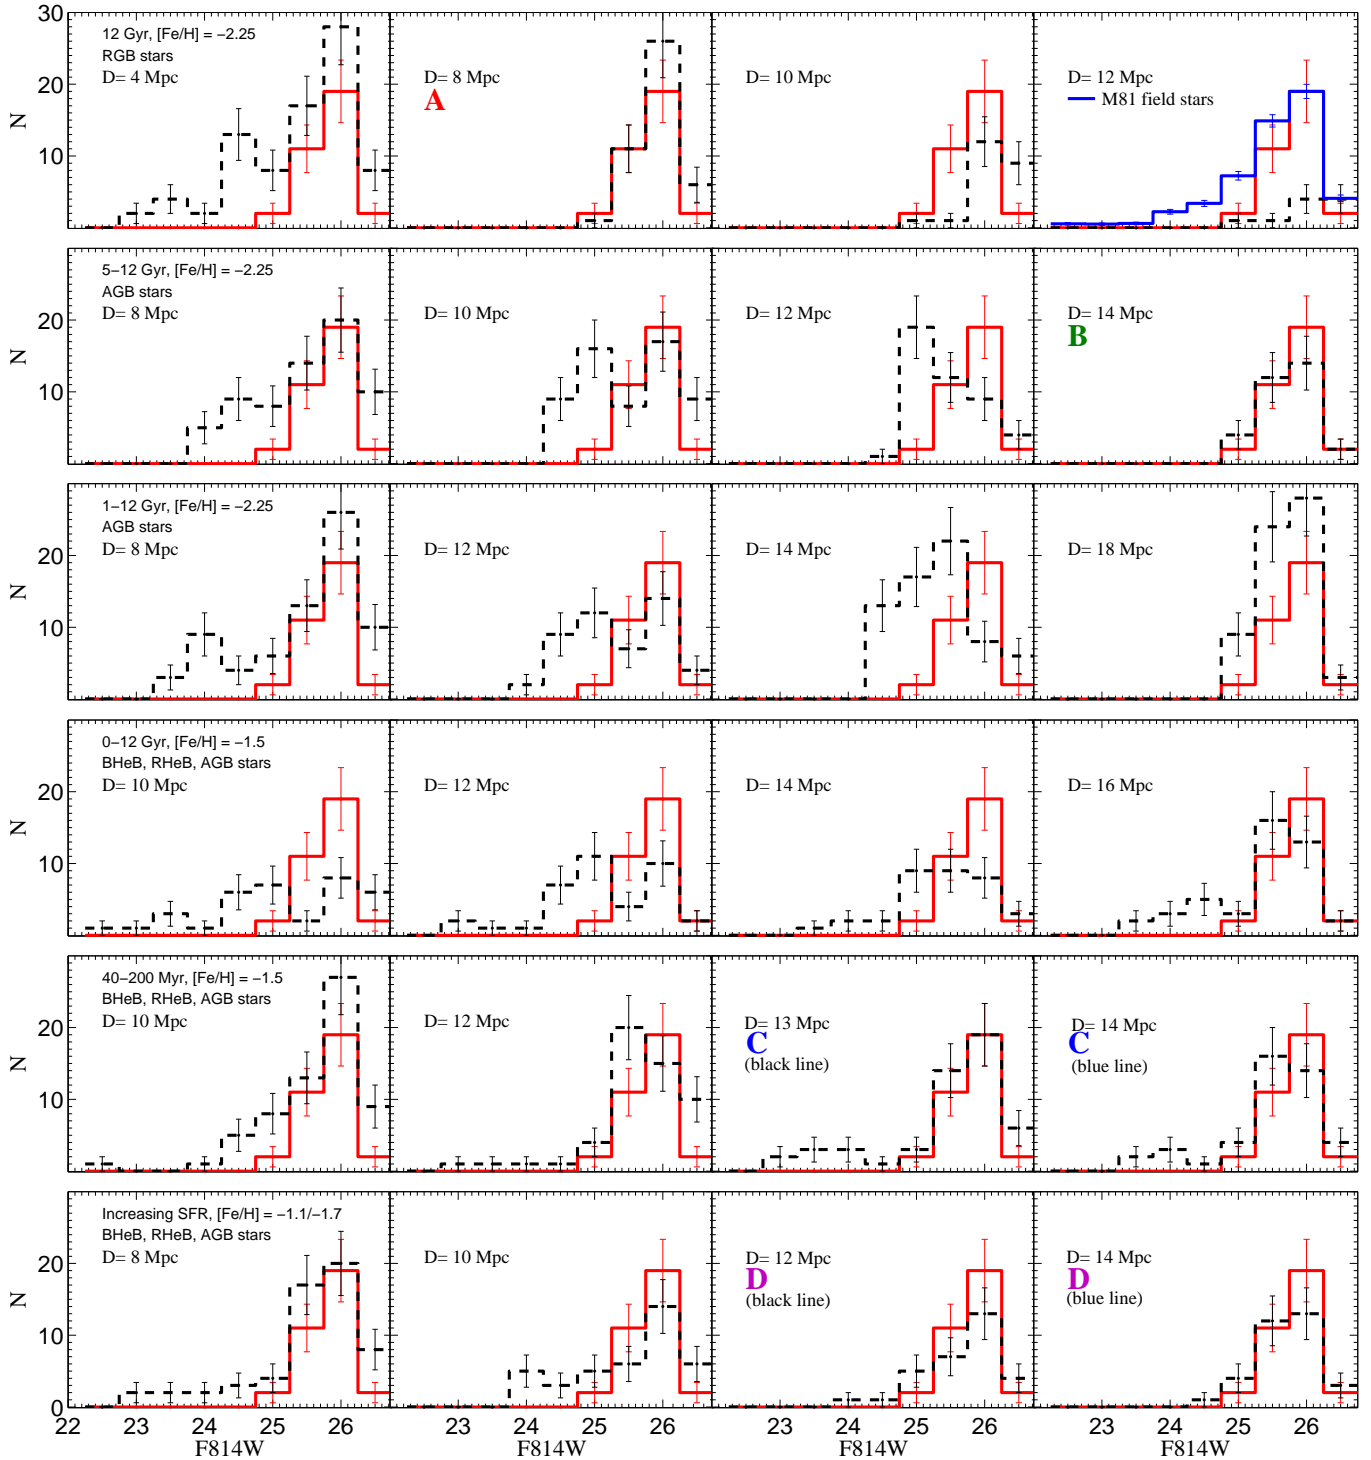 30
20
10
N
12 Gyr, [Fe/H] = −2.25
RGB stars
D= 4 Mpc
D= 8 Mpc
A
D= 10 Mpc
D= 12 Mpc
M81 field stars
20
10
N
5−12 Gyr, [Fe/H] = −2.25
AGB stars
D= 8 Mpc
D= 10 Mpc
D= 12 Mpc
D= 14 Mpc
B
20
10
N
1−12 Gyr, [Fe/H] = −2.25
AGB stars
D= 8 Mpc
D= 12 Mpc
D= 14 Mpc
D= 18 Mpc
20
10
N
0−12 Gyr, [Fe/H] = −1.5
BHeB, RHeB, AGB stars
D= 10 Mpc
D= 12 Mpc
D= 14 Mpc
D= 16 Mpc
20
10
N
40−200 Myr, [Fe/H] = −1.5
BHeB, RHeB, AGB stars
D= 10 Mpc
D= 12 Mpc
D= 13 Mpc
C
(black line)
D= 14 Mpc
C
(blue line)
20
10
0
N
Increasing SFR, [Fe/H] = −1.1/−1.7
BHeB, RHeB, AGB stars
D= 8 Mpc
D= 10 Mpc
D= 12 Mpc
D
(black line)
D= 14 Mpc
D
(blue line)
22 23 24 25 26
23 24 25 26
23 24 25 26
23 24 25 26
F814W
F814W
F814W
F814W